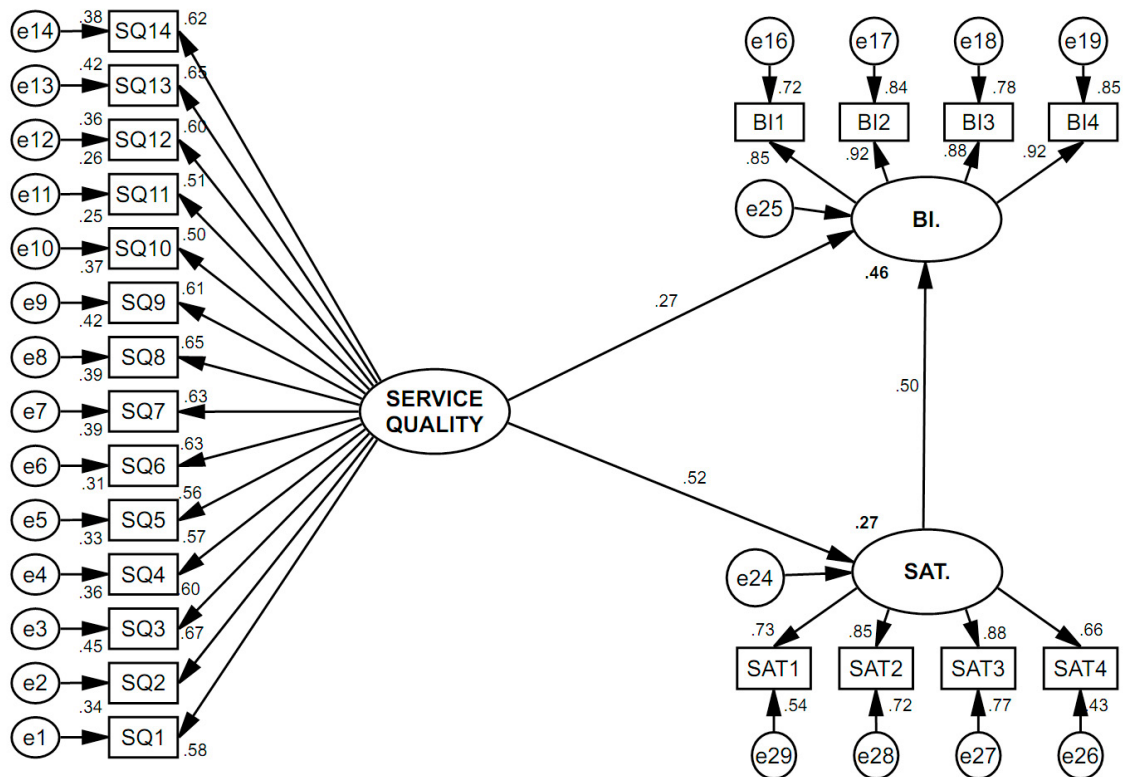 e14 .38 SQ14 .62
e13 .42 SQ13 .65
e12 .36 SQ12 .60
e11 .26 SQ11 .51
e10 .25 SQ10 .50
e9 .37 SQ9 .61
e8 .42 SQ8 .65
e7 .39 SQ7 .63
e6 .39 SQ6 .63
e5 .31 SQ5 .56
e4 .33 SQ4 .57
e3 .36 SQ3 .60
e2 .45 SQ2 .67
e1 .34 SQ1 .58
SERVICE
QUALITY
.27
.52
.50
e16 e17 e18 e19
.72 .84 .78 .85
BI1 BI2 BI3 BI4
.85 .92 .88 .92
e25
BI.
.46
.27
e24
SAT.
.73 .85 .88 .66
SAT1 SAT2 SAT3 SAT4
.54 .72 .77 .43
e29 e28 e27 e26